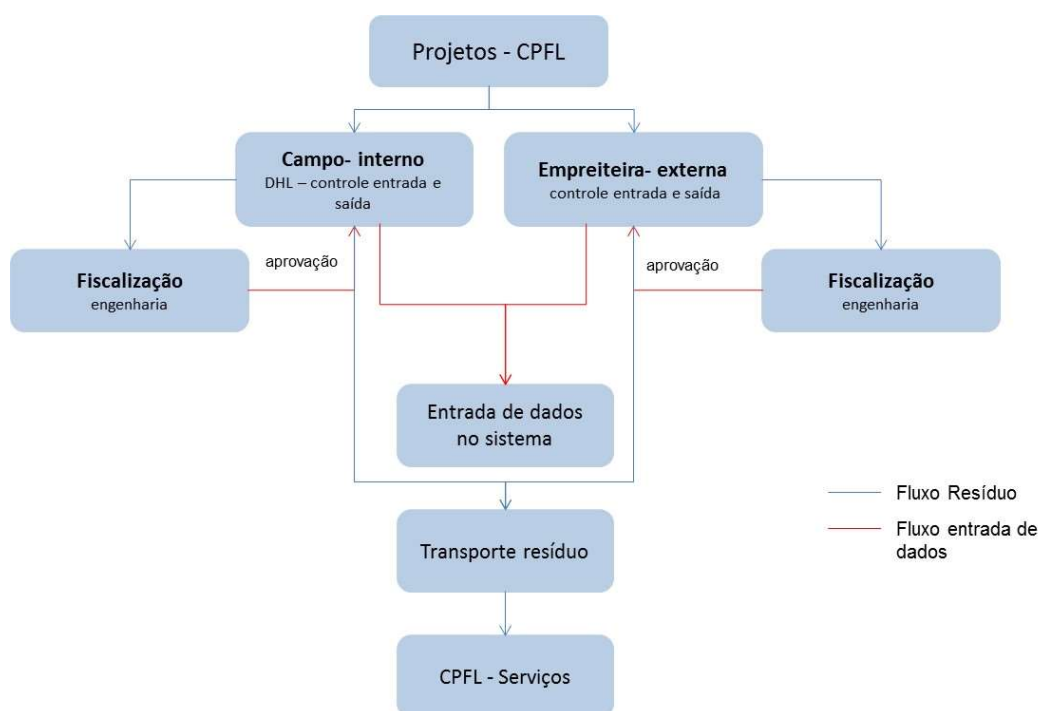 Projetos - CPFL
Campo- interno
DHL – controle entrada e
saída
Empreiteira- externa
controle entrada e saída
Fiscalização
engenharia
aprovação
aprovação
Fiscalização
engenharia
Entrada de dados
no sistema
Fluxo Resíduo
Fluxo entrada de
dados
Transporte resíduo
CPFL - Serviços